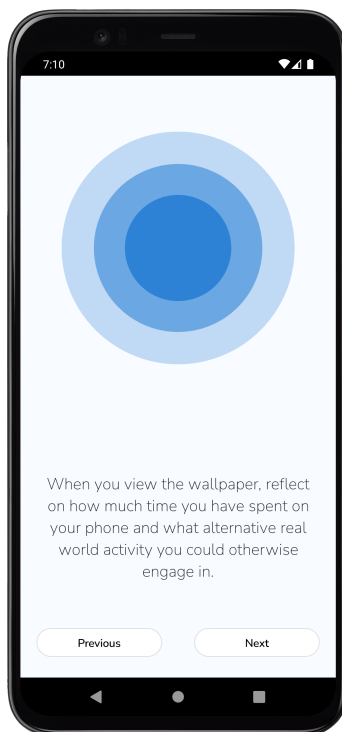 7:10
When you view the wallpaper, reflect
on how much time you have spent on
your phone and what alternative real
world activity you could otherwise
engage in.
Previous
Next